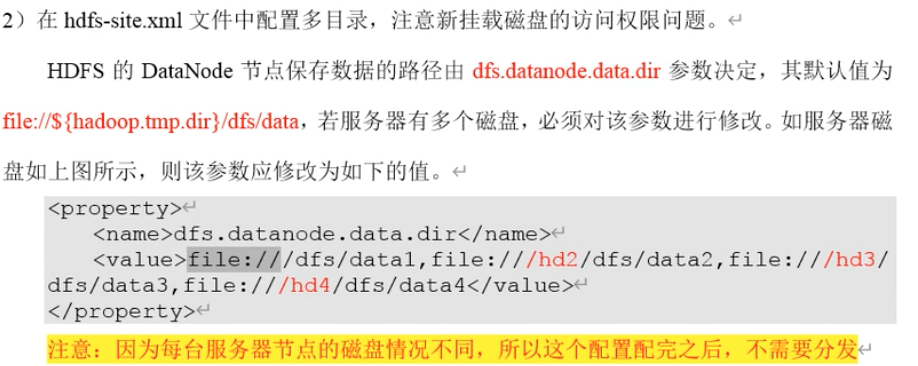 2）在 hdfs-site.xml 文件中配置多目录，注意新挂载磁盘的访问权限问题。↵
HDFS 的 DataNode 节点保存数据的路径由 dfs.datanode.data.dir 参数决定，其默认值为
file://${hadoop.tmp.dir}/dfs/data，若服务器有多个磁盘，必须对该参数进行修改。如服务器磁
盘如上图所示，则该参数应修改为如下的值。↵
<property>↵
<name>dfs.datanode.data.dir</name>↵
<value>file:///dfs/data1,file:///hd2/dfs/data2,file:///hd3/
dfs/data3,file:///hd4/dfs/data4</value>↵
</property>↵
注意：因为每台服务器节点的磁盘情况不同，所以这个配置配完之后，不需要分发↵